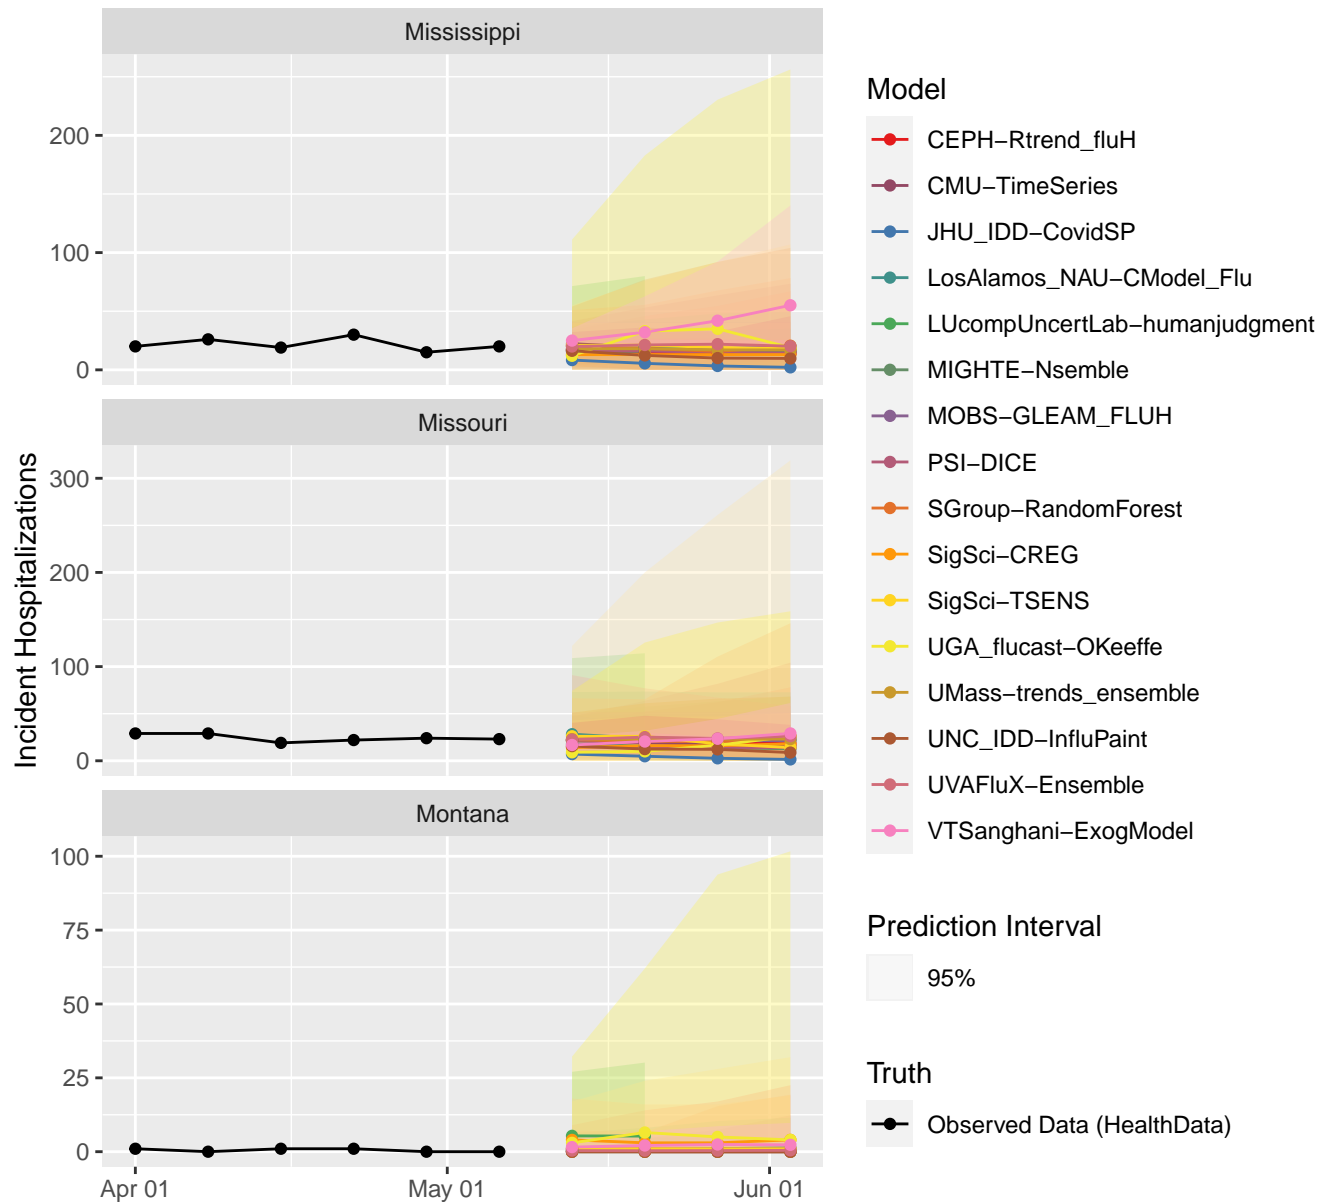 Mississippi
200
100
0
Missouri
300
200
100
0
Montana
100
75
50
25
0
Apr 01
May 01
Jun 01
Incident Hospitalizations
Model
CEPH−Rtrend_fluH
CMU−TimeSeries
JHU_IDD−CovidSP
LosAlamos_NAU−CModel_Flu
LUcompUncertLab−humanjudgment
MIGHTE−Nsemble
MOBS−GLEAM_FLUH
PSI−DICE
SGroup−RandomForest
SigSci−CREG
SigSci−TSENS
UGA_flucast−OKeeffe
UMass−trends_ensemble
UNC_IDD−InfluPaint
UVAFluX−Ensemble
VTSanghani−ExogModel
Prediction Interval
95%
Truth
Observed Data (HealthData)